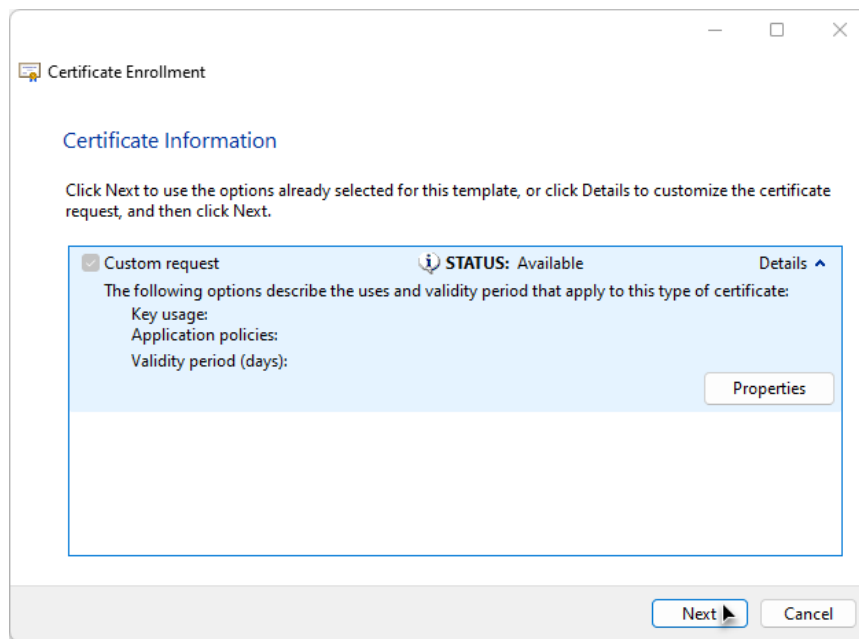 Certificate Enrollment
Certificate Information
Click Next to use the options already selected for this template, or click Details to customize the certificate
request, and then click Next.
Custom request STATUS: Available Details
The following options describe the uses and validity period that apply to this type of certificate:
Key usage:
Application policies:
Validity period (days):
Properties
Next Cancel